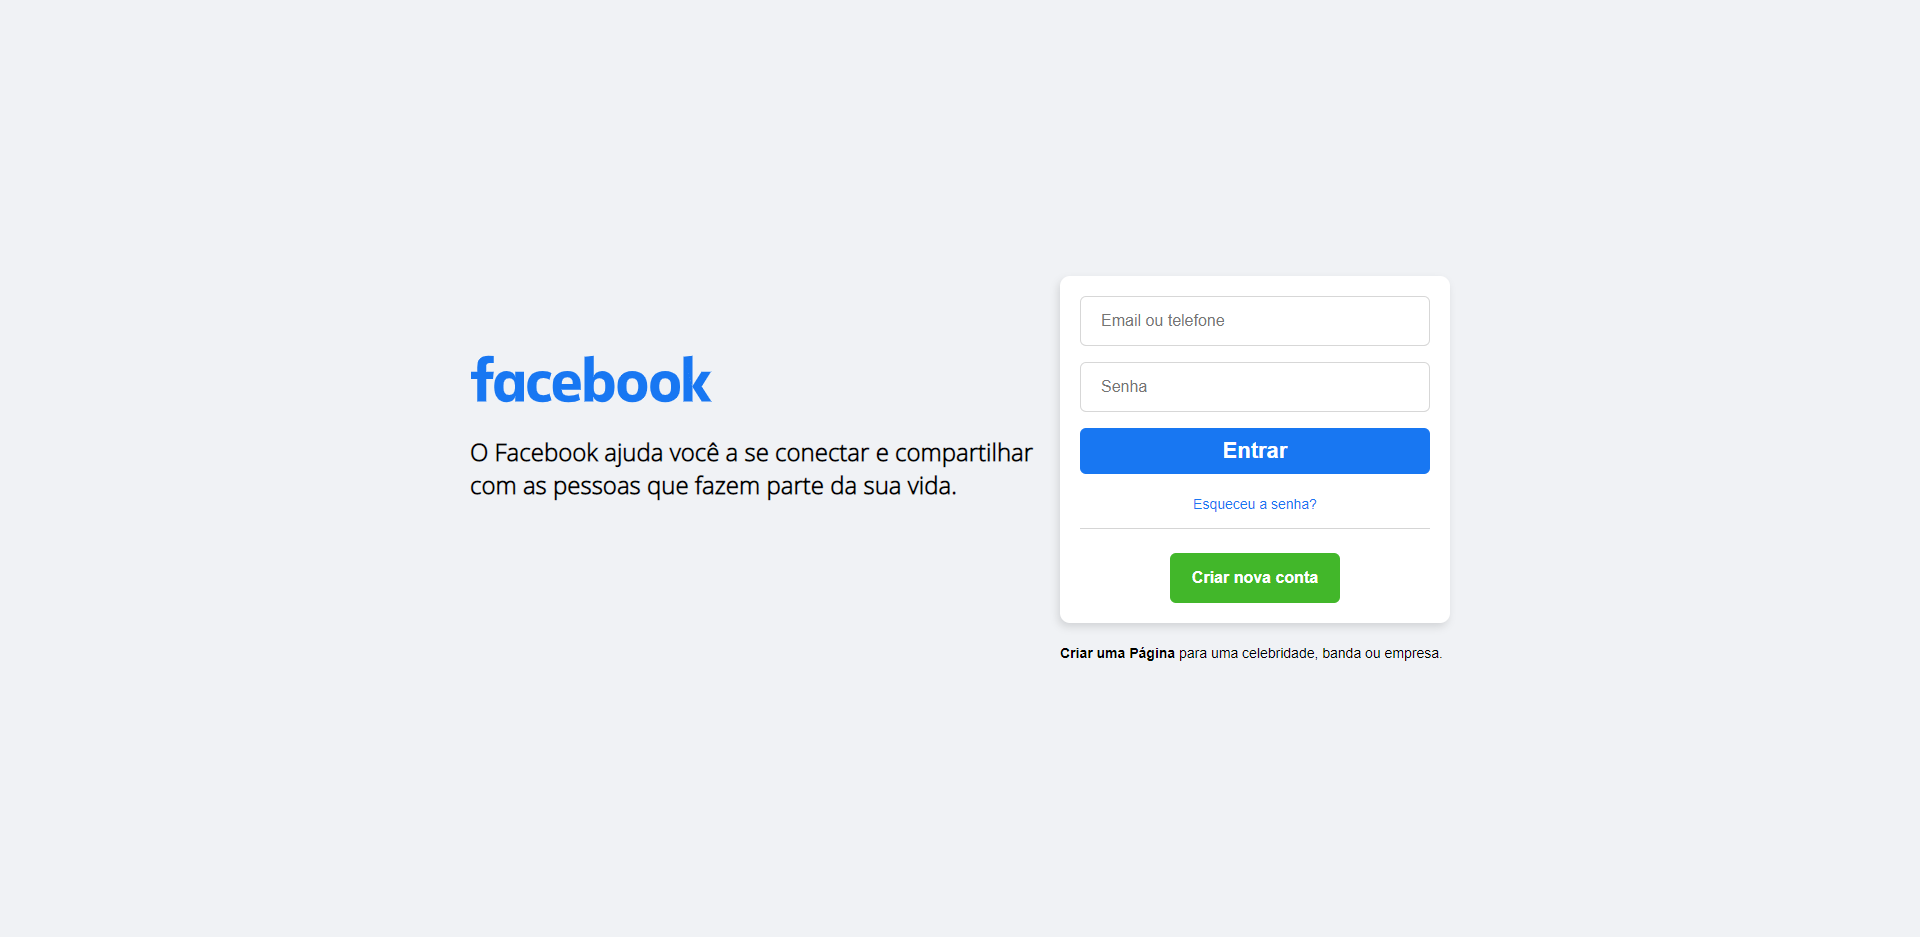 facebook
O Facebook ajuda você a se conectar e compartilhar
com as pessoas que fazem parte da sua vida.
Email ou telefone
Senha
Entrar
Esqueceu a senha?
Criar nova conta
Criar uma Página para uma celebridade, banda ou empresa.